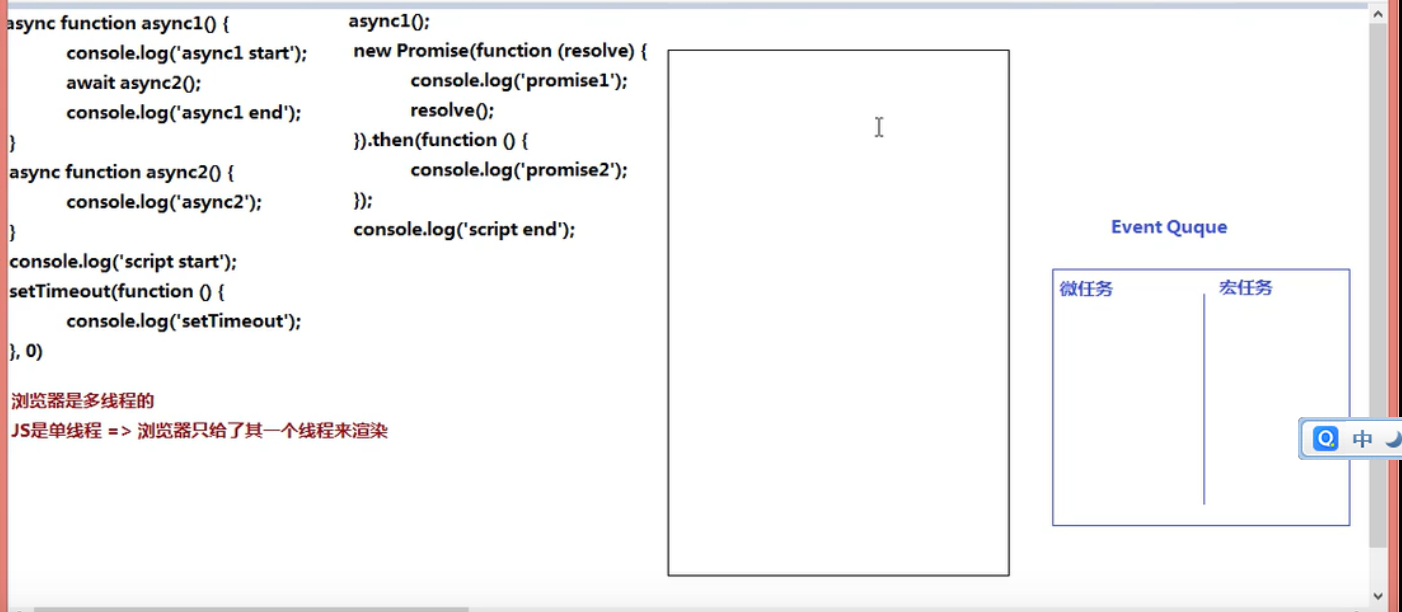 async function async1() {
console.log('async1 start');
await async2();
console.log('async1 end');
}
async function async2() {
console.log('async2');
}
console.log('script start');
setTimeout(function () {
console.log('setTimeout');
}, 0)
async1();
new Promise(function (resolve) {
console.log('promise1');
resolve();
}).then(function () {
console.log('promise2');
});
console.log('script end');
浏览器是多线程的
JS是单线程 => 浏览器只给了其一个线程来渲染
Event Quque
微任务
宏任务
中